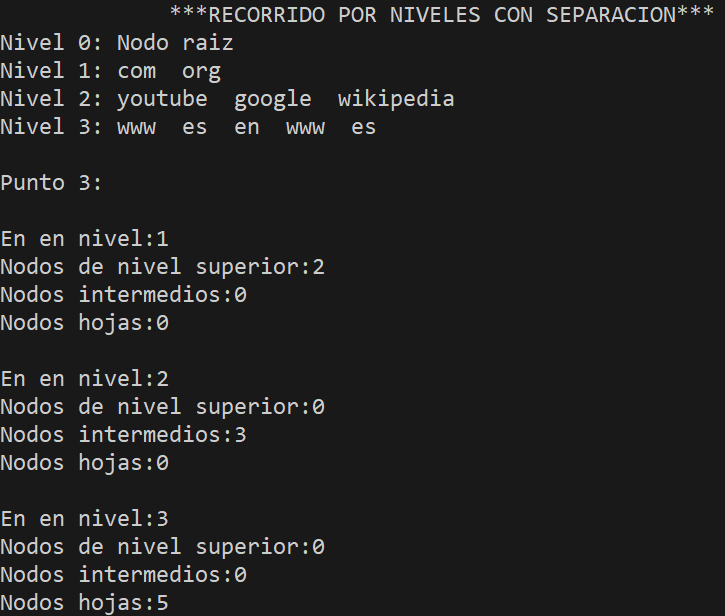 ***RECORRIDO POR NIVELES CON SEPARACION***
Nivel 0: Nodo raiz
Nivel 1: com  org
Nivel 2: youtube  google  wikipedia
Nivel 3: www  es  en  www  es
Punto 3:
En en nivel:1
Nodos de nivel superior:2
Nodos intermedios:0
Nodos hojas:0
En en nivel:2
Nodos de nivel superior:0
Nodos intermedios:3
Nodos hojas:0
En en nivel:3
Nodos de nivel superior:0
Nodos intermedios:0
Nodos hojas:5